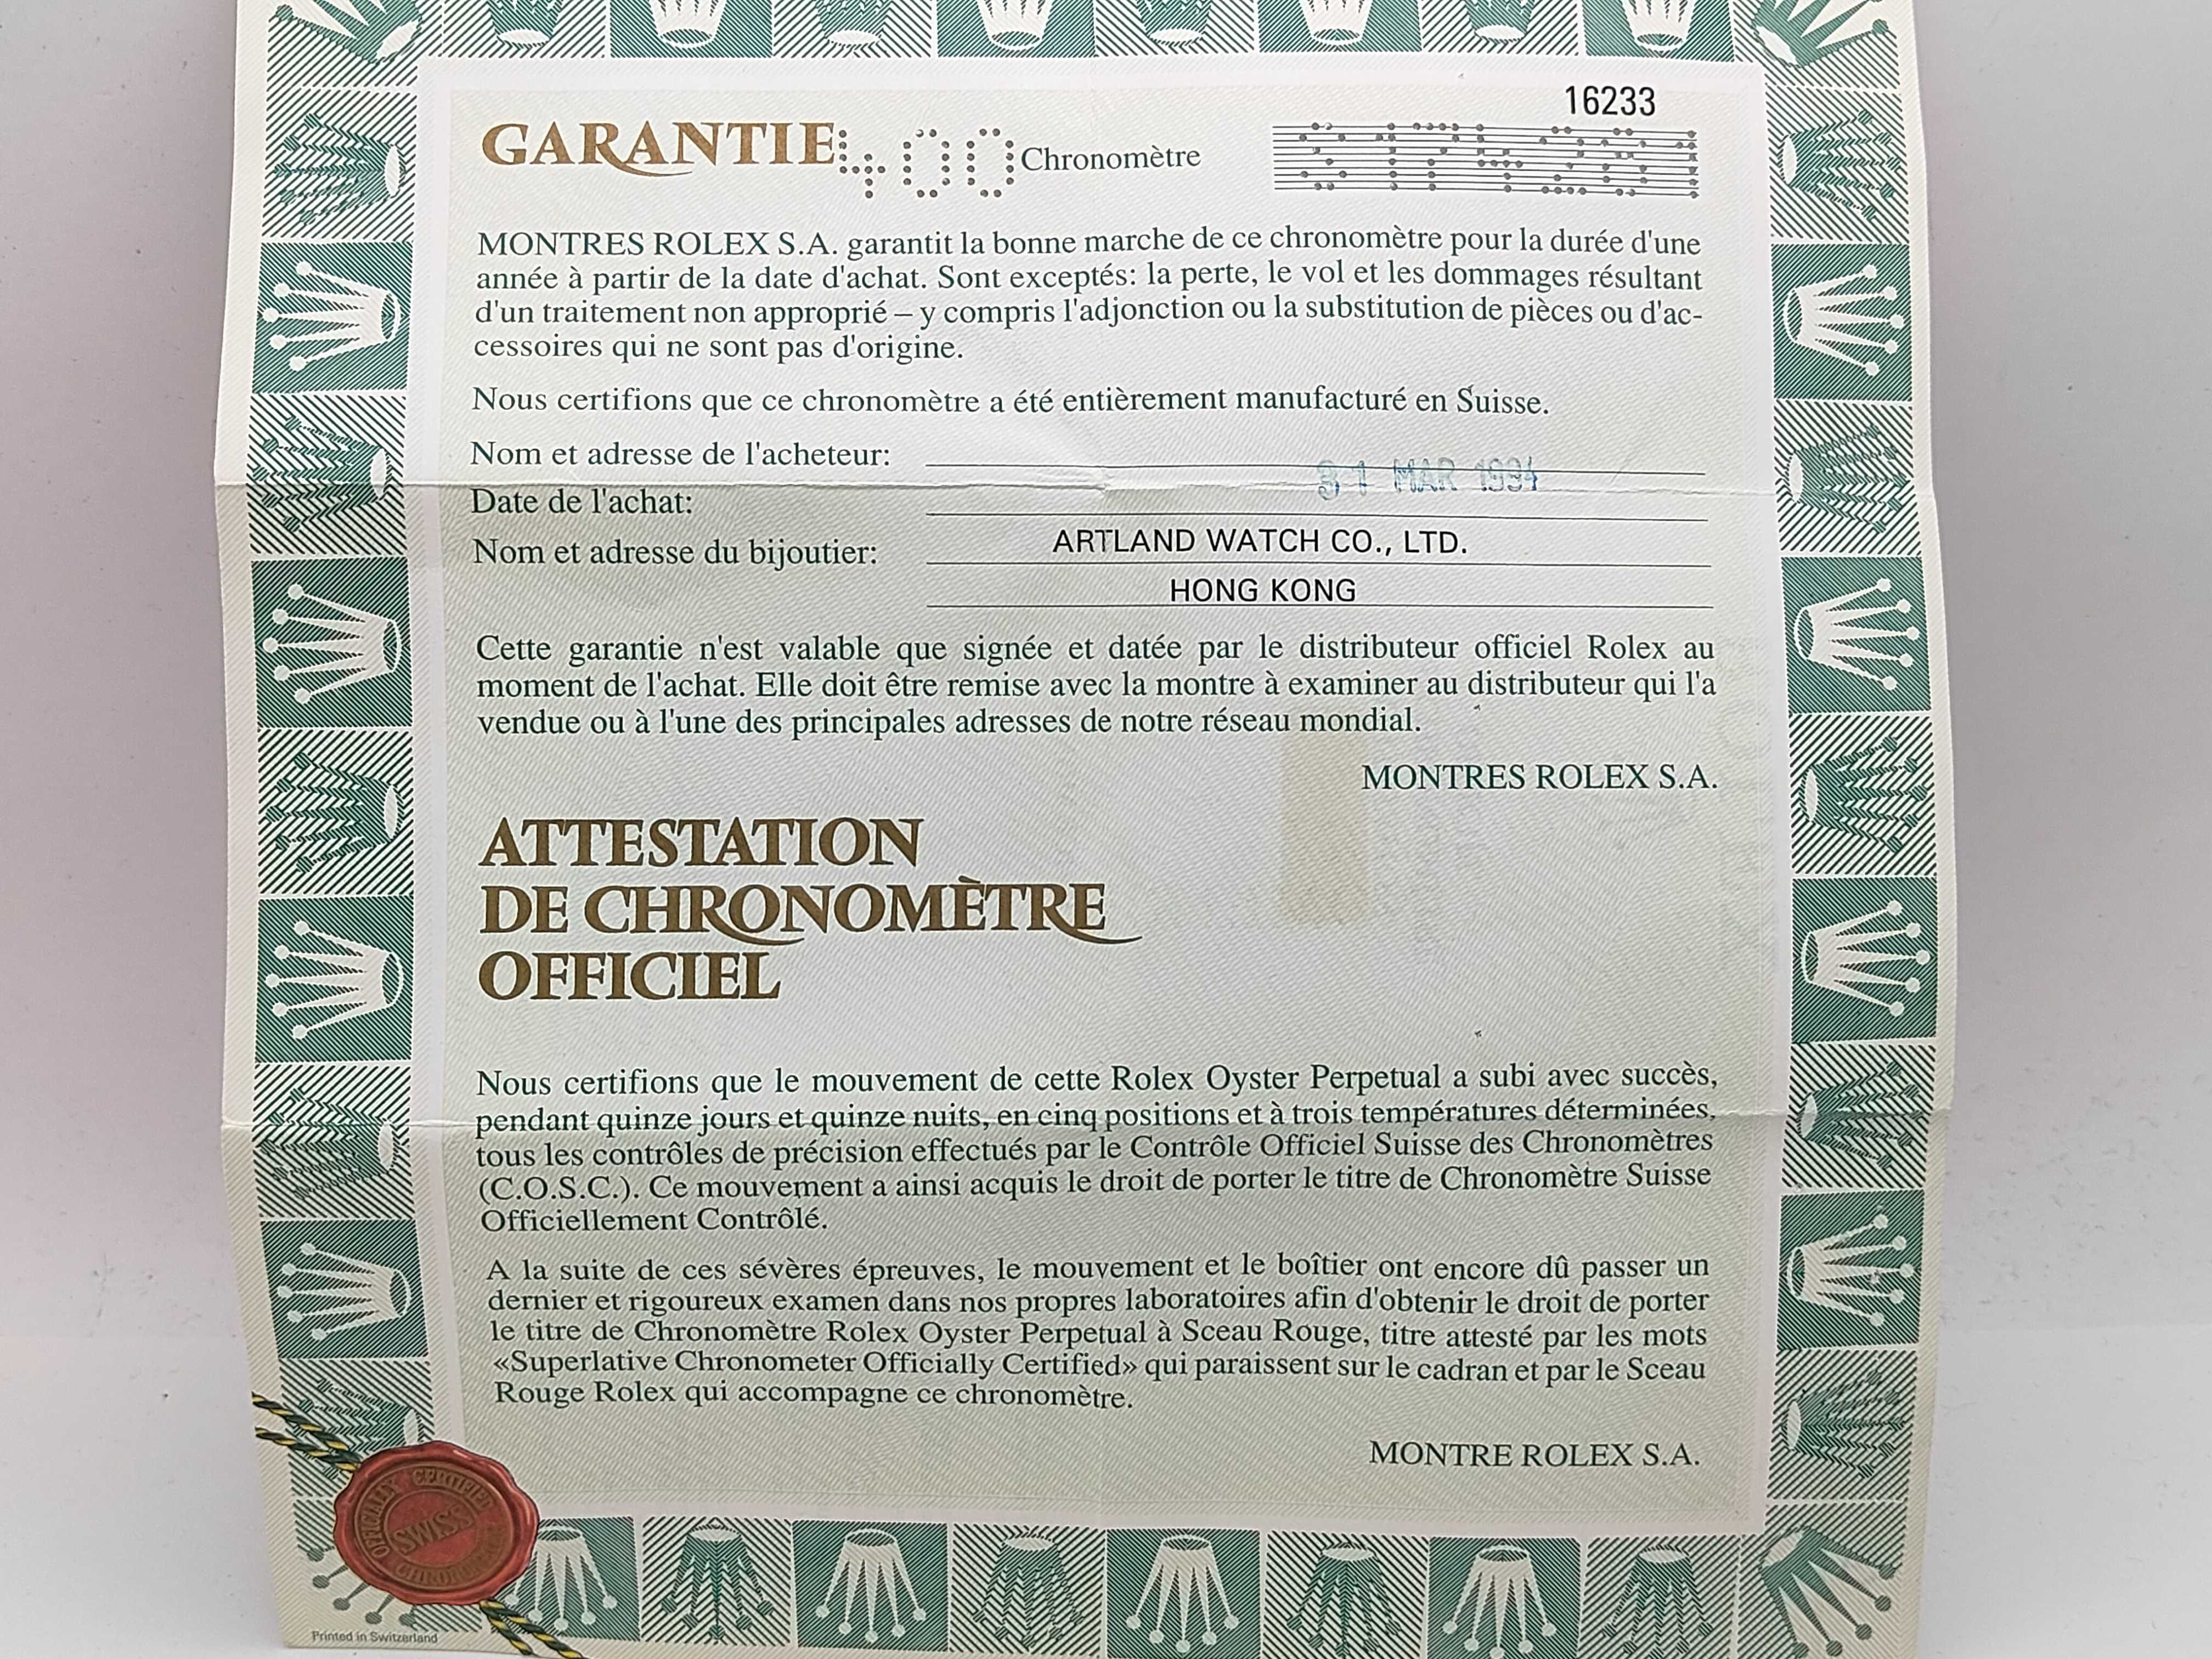 16233
GARANTIE 400 Chronomètre
MONTRES ROLEX S.A. garantit la bonne marche de ce chronomètre pour la durée d'une
année à partir de la date d'achat. Sont exceptés: la perte, le vol et les dommages résultant
d'un traitement non approprié – y compris l'adjonction ou la substitution de pièces ou d'ac-
cessoires qui ne sont pas d'origine.
Nous certifions que ce chronomètre a été entièrement manufacturé en Suisse.
Nom et adresse de l'acheteur:
31 MAR 1994
Date de l'achat:
Nom et adresse du bijoutier: ARTLAND WATCH CO., LTD.
HONG KONG
Cette garantie n'est valable que signée et datée par le distributeur officiel Rolex au
moment de l'achat. Elle doit être remise avec la montre à examiner au distributeur qui l'a
vendue ou à l'une des principales adresses de notre réseau mondial.
MONTRES ROLEX S.A.
ATTESTATION
DE CHRONOMÈTRE
OFFICIEL
Nous certifions que le mouvement de cette Rolex Oyster Perpetual a subi avec succès,
pendant quinze jours et quinze nuits, en cinq positions et à trois températures déterminées,
tous les contrôles de précision effectués par le Contrôle Officiel Suisse des Chronomètres
(C.O.S.C.). Ce mouvement a ainsi acquis le droit de porter le titre de Chronomètre Suisse
Officiellement Contrôlé.
A la suite de ces sévères épreuves, le mouvement et le boîtier ont encore dû passer un
dernier et rigoureux examen dans nos propres laboratoires afin d'obtenir le droit de porter
le titre de Chronomètre Rolex Oyster Perpetual à Sceau Rouge, titre attesté par les mots
«Superlative Chronometer Officially Certified» qui paraissent sur le cadran et par le Sceau
Rouge Rolex qui accompagne ce chronomètre.
MONTRE ROLEX S.A.
OFFICIALLY CERTIFIED
SWISS
CHRONOMETER
Printed in Switzerland